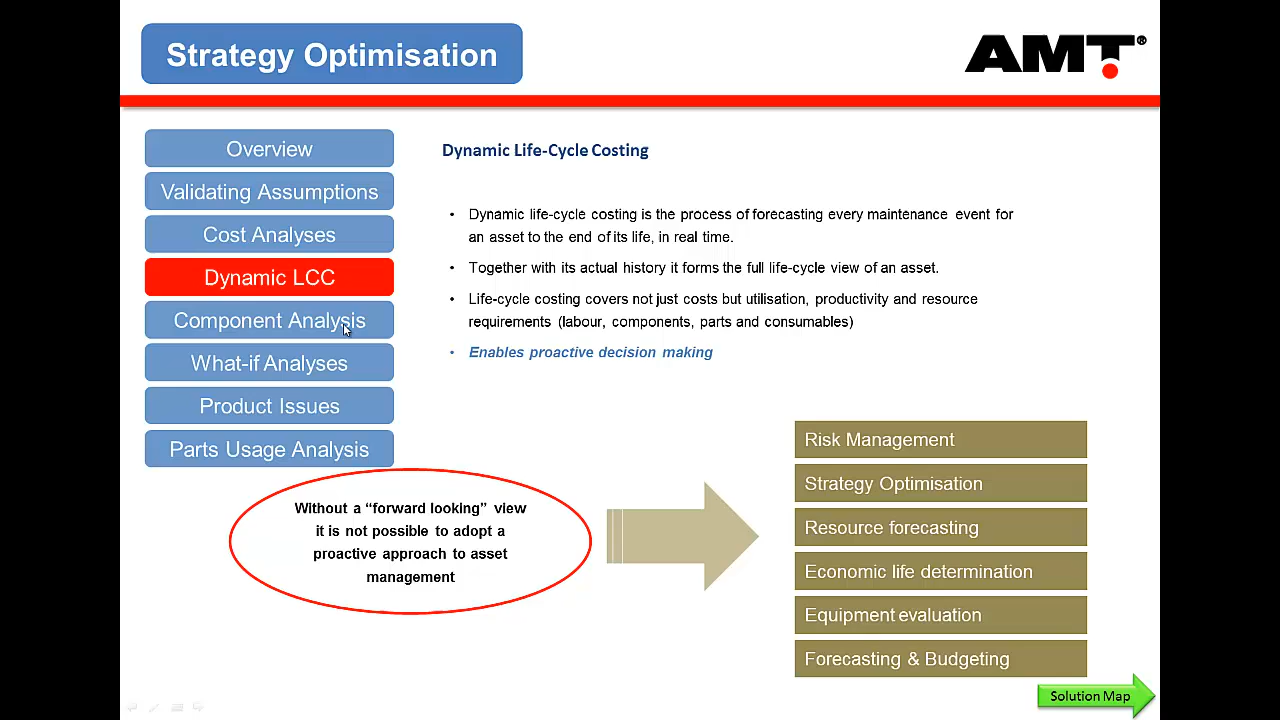 Strategy Optimisation
AMT®
Overview
Validating Assumptions
Cost Analyses
Dynamic LCC
Component Analysis
What-if Analyses
Product Issues
Parts Usage Analysis
Dynamic Life-Cycle Costing
• Dynamic life-cycle costing is the process of forecasting every maintenance event for
an asset to the end of its life, in real time.
• Together with its actual history it forms the full life-cycle view of an asset.
• Life-cycle costing covers not just costs but utilisation, productivity and resource
requirements (labour, components, parts and consumables)
• Enables proactive decision making
Without a “forward looking” view
it is not possible to adopt a
proactive approach to asset
management
Risk Management
Strategy Optimisation
Resource forecasting
Economic life determination
Equipment evaluation
Forecasting & Budgeting
Solution Map